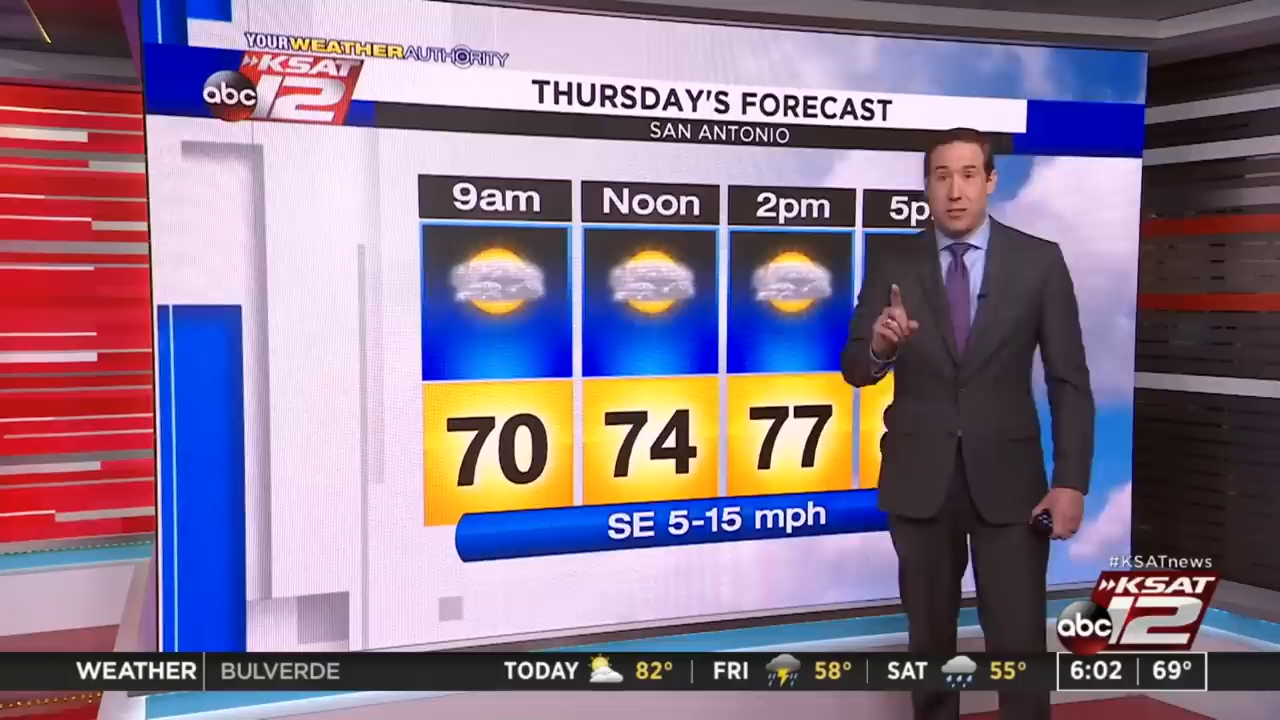 YOUR WEATHER AUTHORITY
KSAT
abc 12
THURSDAY'S FORECAST
SAN ANTONIO
9am Noon 2pm 5p
70 74 77
SE 5-15 mph
#KSATnews
KSAT
abc 12
WEATHER BULVERDE TODAY 82° FRI 58° SAT 55° 6:02 69°